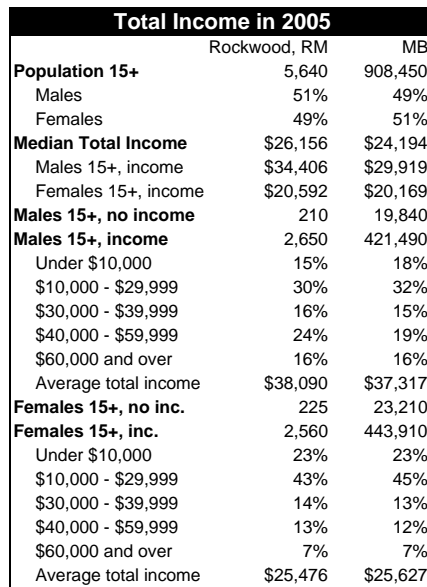 Total Income in 2005
Rockwood, RM MB
Population 15+ 5,640 908,450
Males 51% 49%
Females 49% 51%
Median Total Income $26,156 $24,194
Males 15+, income $34,406 $29,919
Females 15+, income $20,592 $20,169
Males 15+, no income 210 19,840
Males 15+, income 2,650 421,490
Under $10,000 15% 18%
$10,000 - $29,999 30% 32%
$30,000 - $39,999 16% 15%
$40,000 - $59,999 24% 19%
$60,000 and over 16% 16%
Average total income $38,090 $37,317
Females 15+, no inc. 225 23,210
Females 15+, inc. 2,560 443,910
Under $10,000 23% 23%
$10,000 - $29,999 43% 45%
$30,000 - $39,999 14% 13%
$40,000 - $59,999 13% 12%
$60,000 and over 7% 7%
Average total income $25,476 $25,627